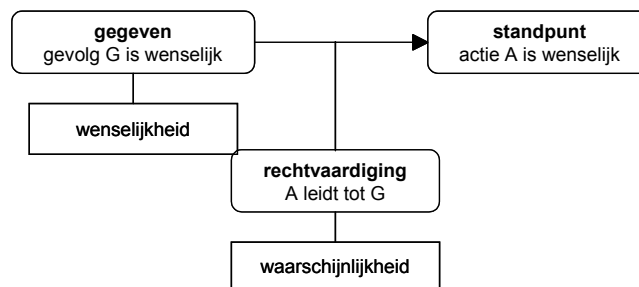 gegeven
gevolg G is wenselijk
standpunt
actie A is wenselijk
wenselijkheid
rechtvaardiging
A leidt tot G
waarschijnlijkheid